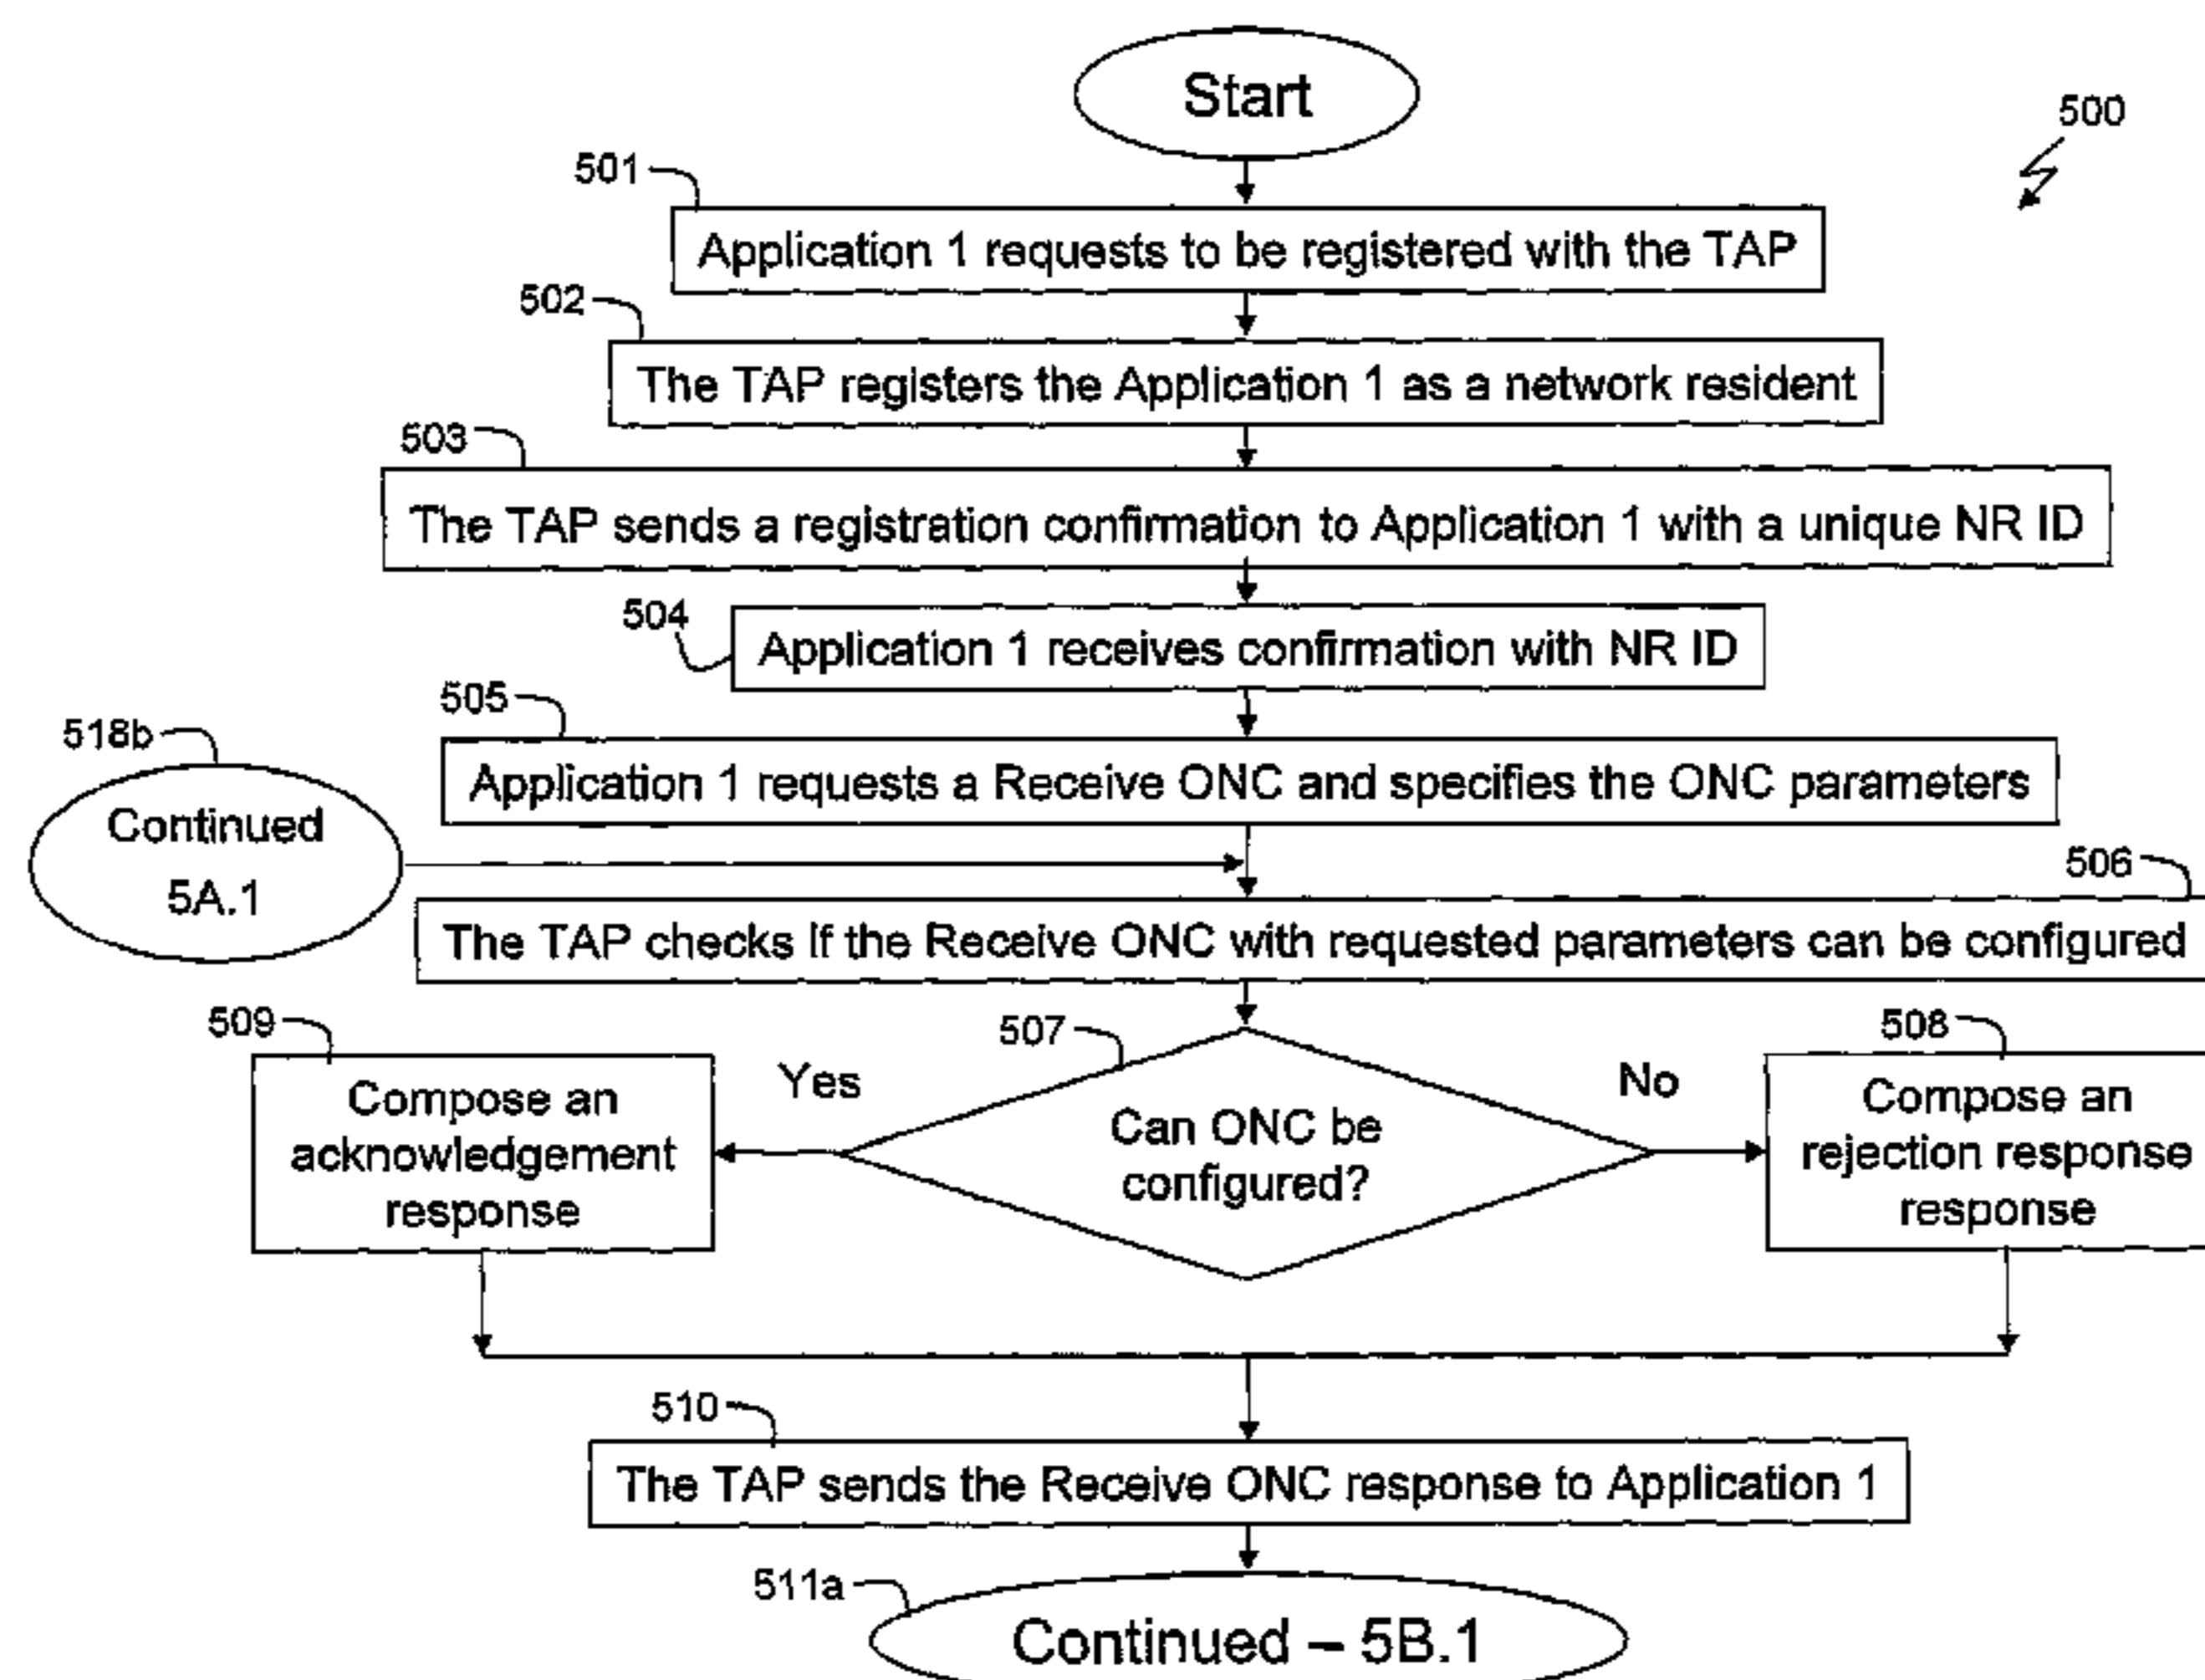 Start
500
501
Application 1 requests to be registered with the TAP
502
The TAP registers the Application 1 as a network resident
503
The TAP sends a registration confirmation to Application 1 with a unique NR ID
504
Application 1 receives confirmation with NR ID
505
Application 1 requests a Receive ONC and specifies the ONC parameters
518b
Continued
5A.1
506
The TAP checks if the Receive ONC with requested parameters can be configured
509
Compose an
acknowledgement
response
Yes
507
Can ONC be
configured?
No
508
Compose an
rejection response
response
510
The TAP sends the Receive ONC response to Application 1
511a
Continued – 5B.1